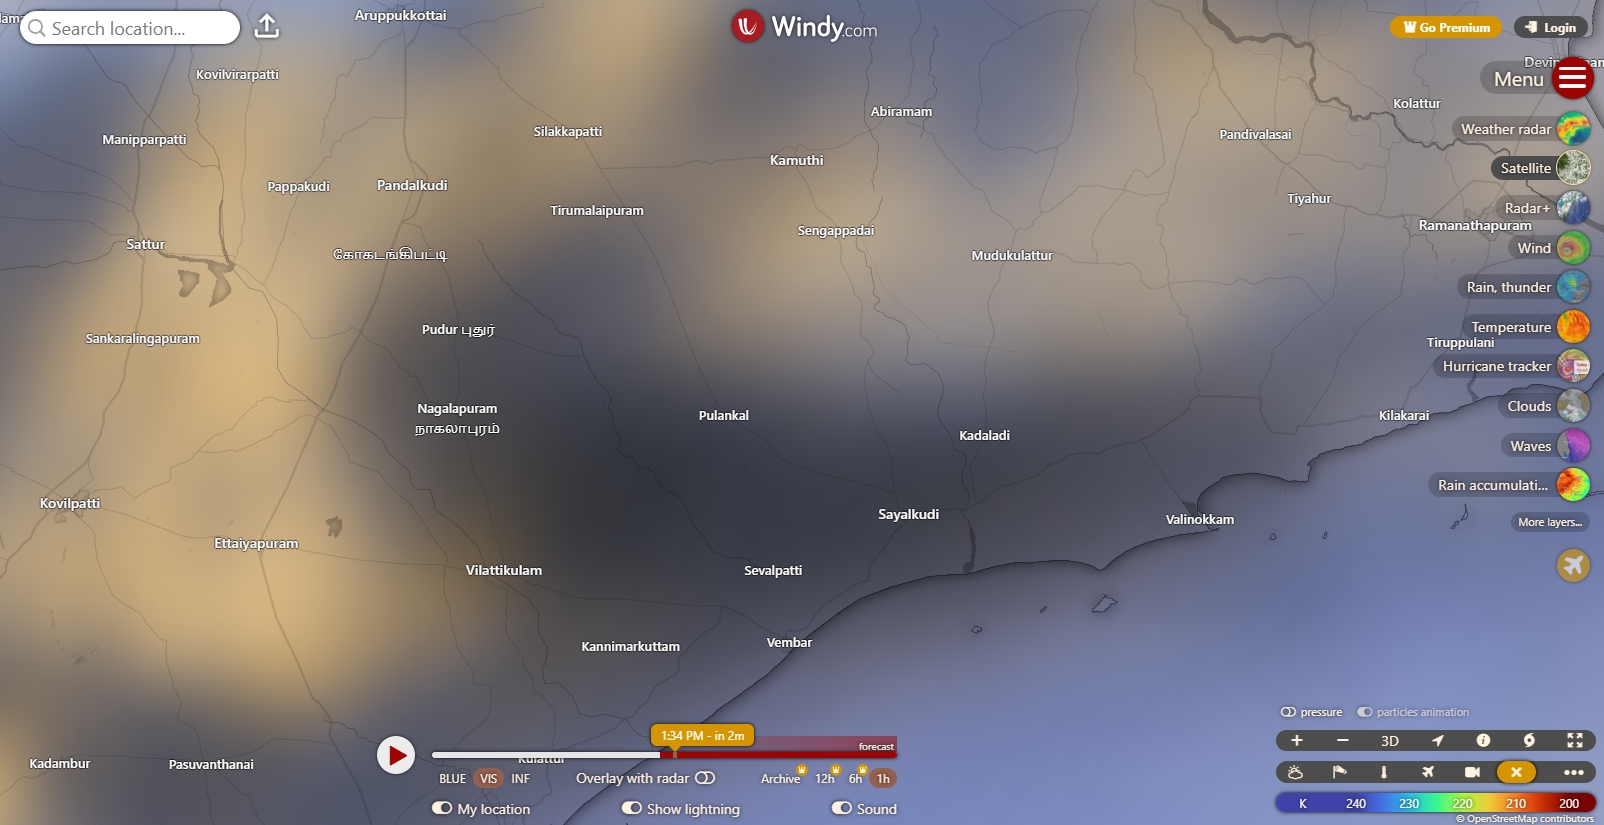 Aruppukkottai
Search location...
Windy.com
Go Premium
Login
Kovilvirarpatti
Menu
Kolattur
Abiramam
Manipparpatti
Silakkapatti
Pandivalasai
Weather radar
Kamuthi
Satellite
Pappakudi
Pandalkudi
Tiyahur
Tirumalaipuram
Radar+
Ramanathapuram
Sengappadai
Sattur
கோகடங்கிபட்டி
Mudukulattur
Wind
Rain, thunder
Pudur புதுர்
Temperature
Sankaralingapuram
Tiruppulani
Hurricane tracker
Nagalapuram
நாகலாபுரம்
Pulankal
Clouds
Kilakarai
Kadaladi
Waves
Rain accumulati...
Kovilpatti
Sayalkudi
Valinokkam
More layers...
Ettaiyapuram
Vilattikulam
Sevalpatti
Kannimarkuttam
Vembar
pressure
particles animation
1:34 PM - in 2m
forecast
3D
Kadambur
Pasuvanthanai
Kulattur
BLUE VIS INF
Overlay with radar
Archive 12h 6h 1h
My location
Show lightning
Sound
K 240 230 220 210 200
© OpenStreetMap contributors